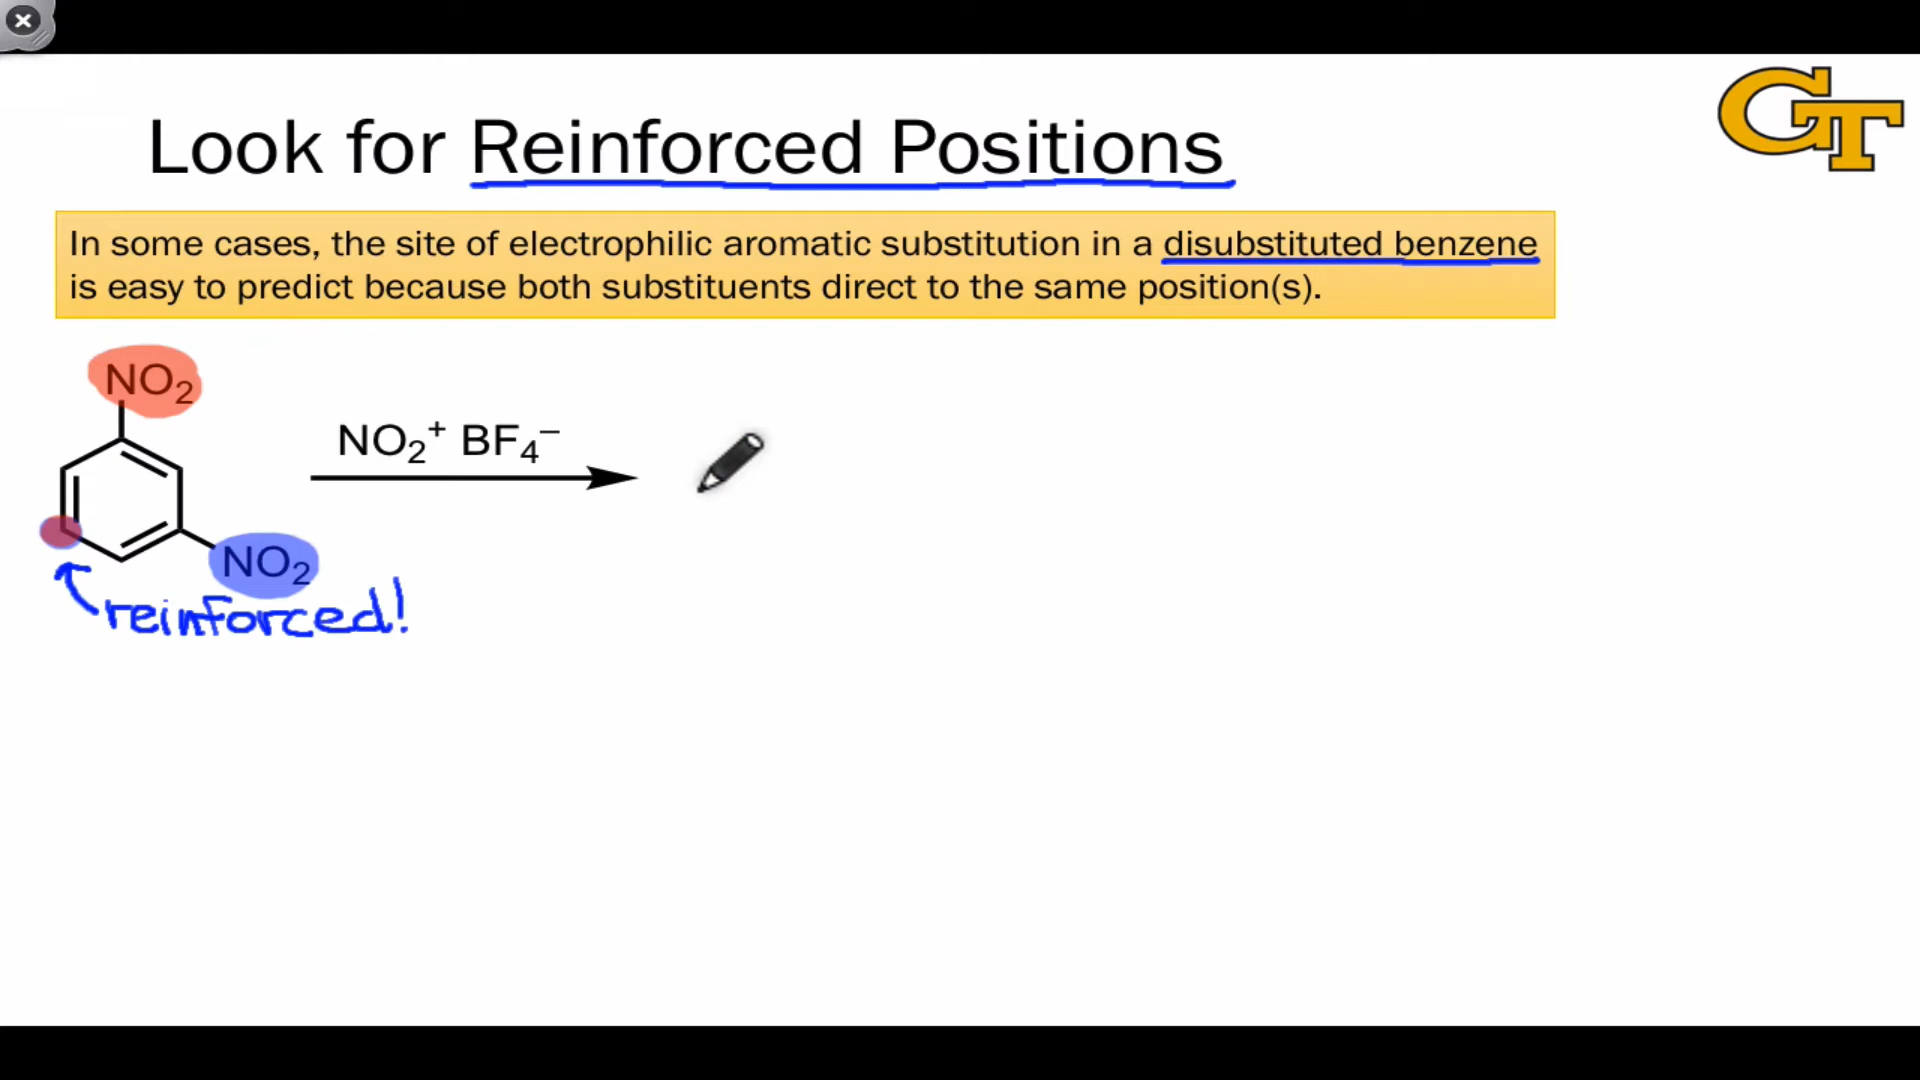 GT
Look for Reinforced Positions
In some cases, the site of electrophilic aromatic substitution in a disubstituted benzene
is easy to predict because both substituents direct to the same position(s).
NO₂
NO₂⁺ BF₄⁻
NO₂
reinforced!